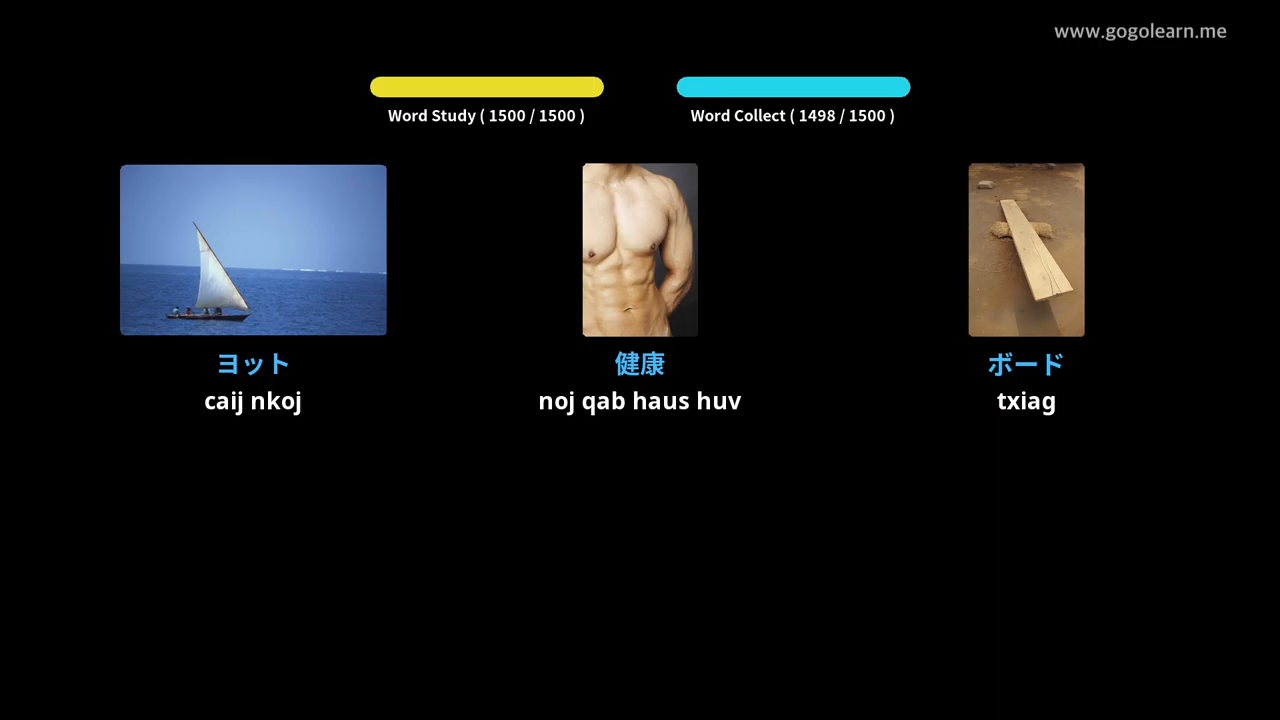 www.gogolearn.me
Word Study ( 1500 / 1500 )
Word Collect ( 1498 / 1500 )
ヨット
健康
ボード
caij nkoj
noj qab haus huv
txiag